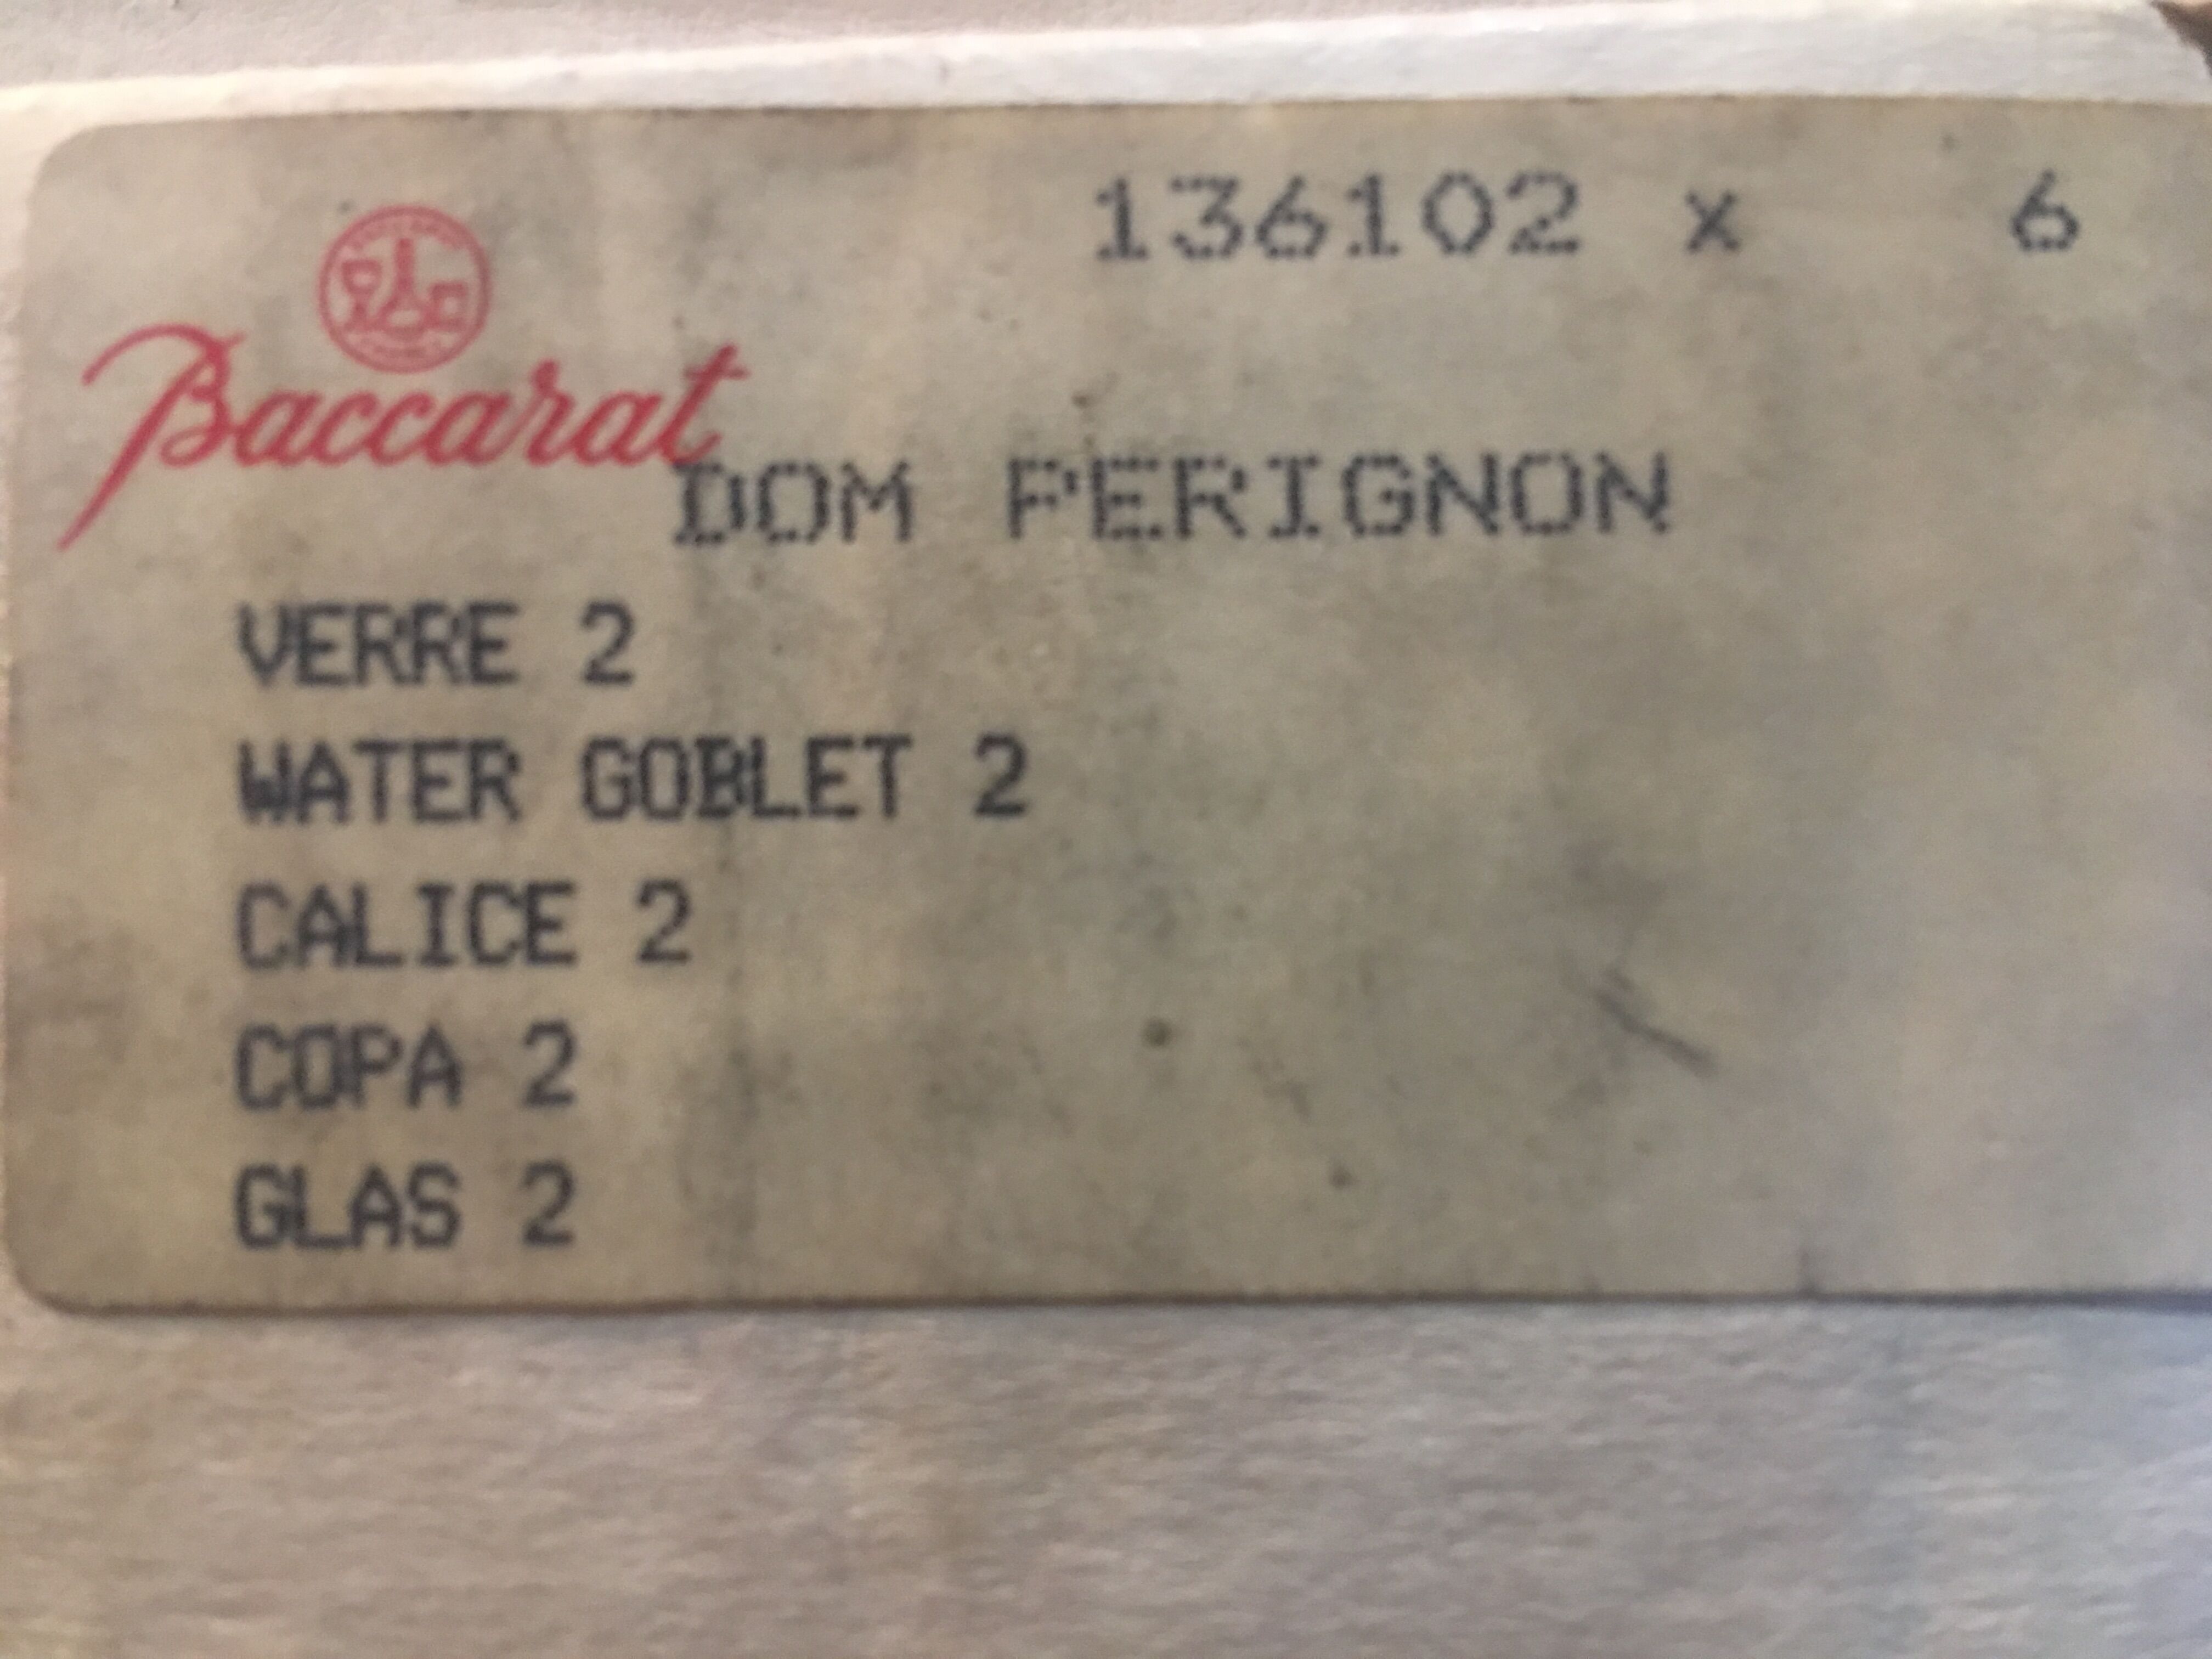 136102 x 6
Baccarat
DOM PERIGNON
VERRE 2
WATER GOBLET 2
CALICE 2
COPA 2
GLAS 2